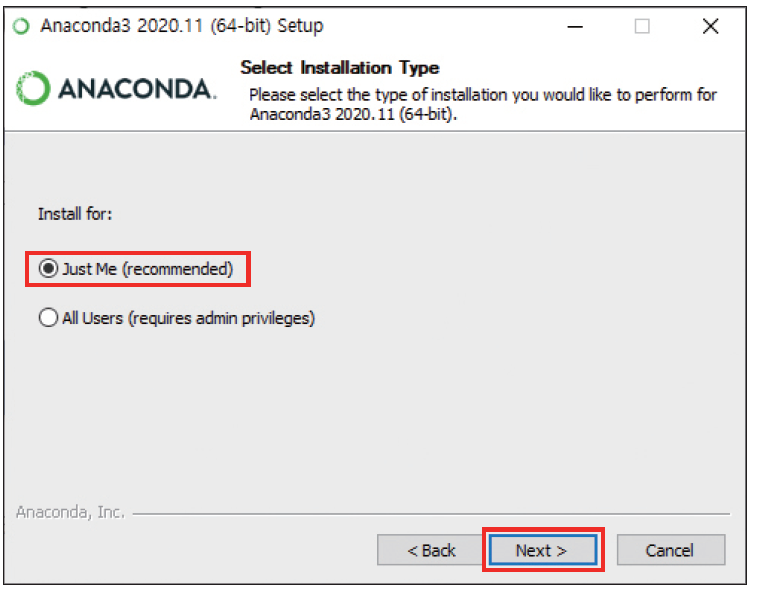 Anaconda3 2020.11 (64-bit) Setup
ANACONDA.
Select Installation Type
Please select the type of installation you would like to perform for
Anaconda3 2020.11 (64-bit).
Install for:
Just Me (recommended)
All Users (requires admin privileges)
Anaconda, Inc.
< Back
Next >
Cancel